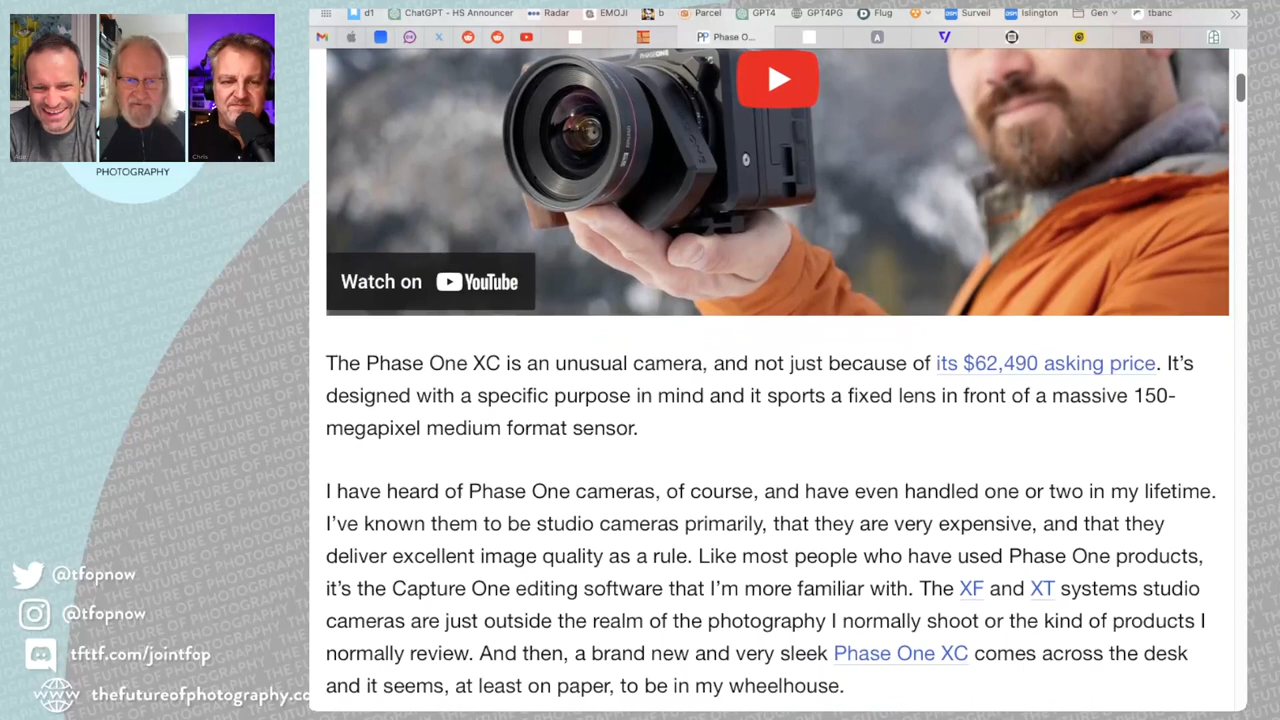 d1
ChatGPT - HS Announcer
Radar
EMOJI
b
Parcel
GPT4
GPT4PG
Flug
Surveil
Islington
Gen
tbanc
Phase O...
Chris
PHOTOGRAPHY
Watch on YouTube
The Phase One XC is an unusual camera, and not just because of its $62,490 asking price. It’s
designed with a specific purpose in mind and it sports a fixed lens in front of a massive 150-
megapixel medium format sensor.
I have heard of Phase One cameras, of course, and have even handled one or two in my lifetime.
I’ve known them to be studio cameras primarily, that they are very expensive, and that they
deliver excellent image quality as a rule. Like most people who have used Phase One products,
it’s the Capture One editing software that I’m more familiar with. The XF and XT systems studio
cameras are just outside the realm of the photography I normally shoot or the kind of products I
normally review. And then, a brand new and very sleek Phase One XC comes across the desk
and it seems, at least on paper, to be in my wheelhouse.
@tfopnow
@tfopnow
tfttf.com/jointfop
thefutureofphotography.co